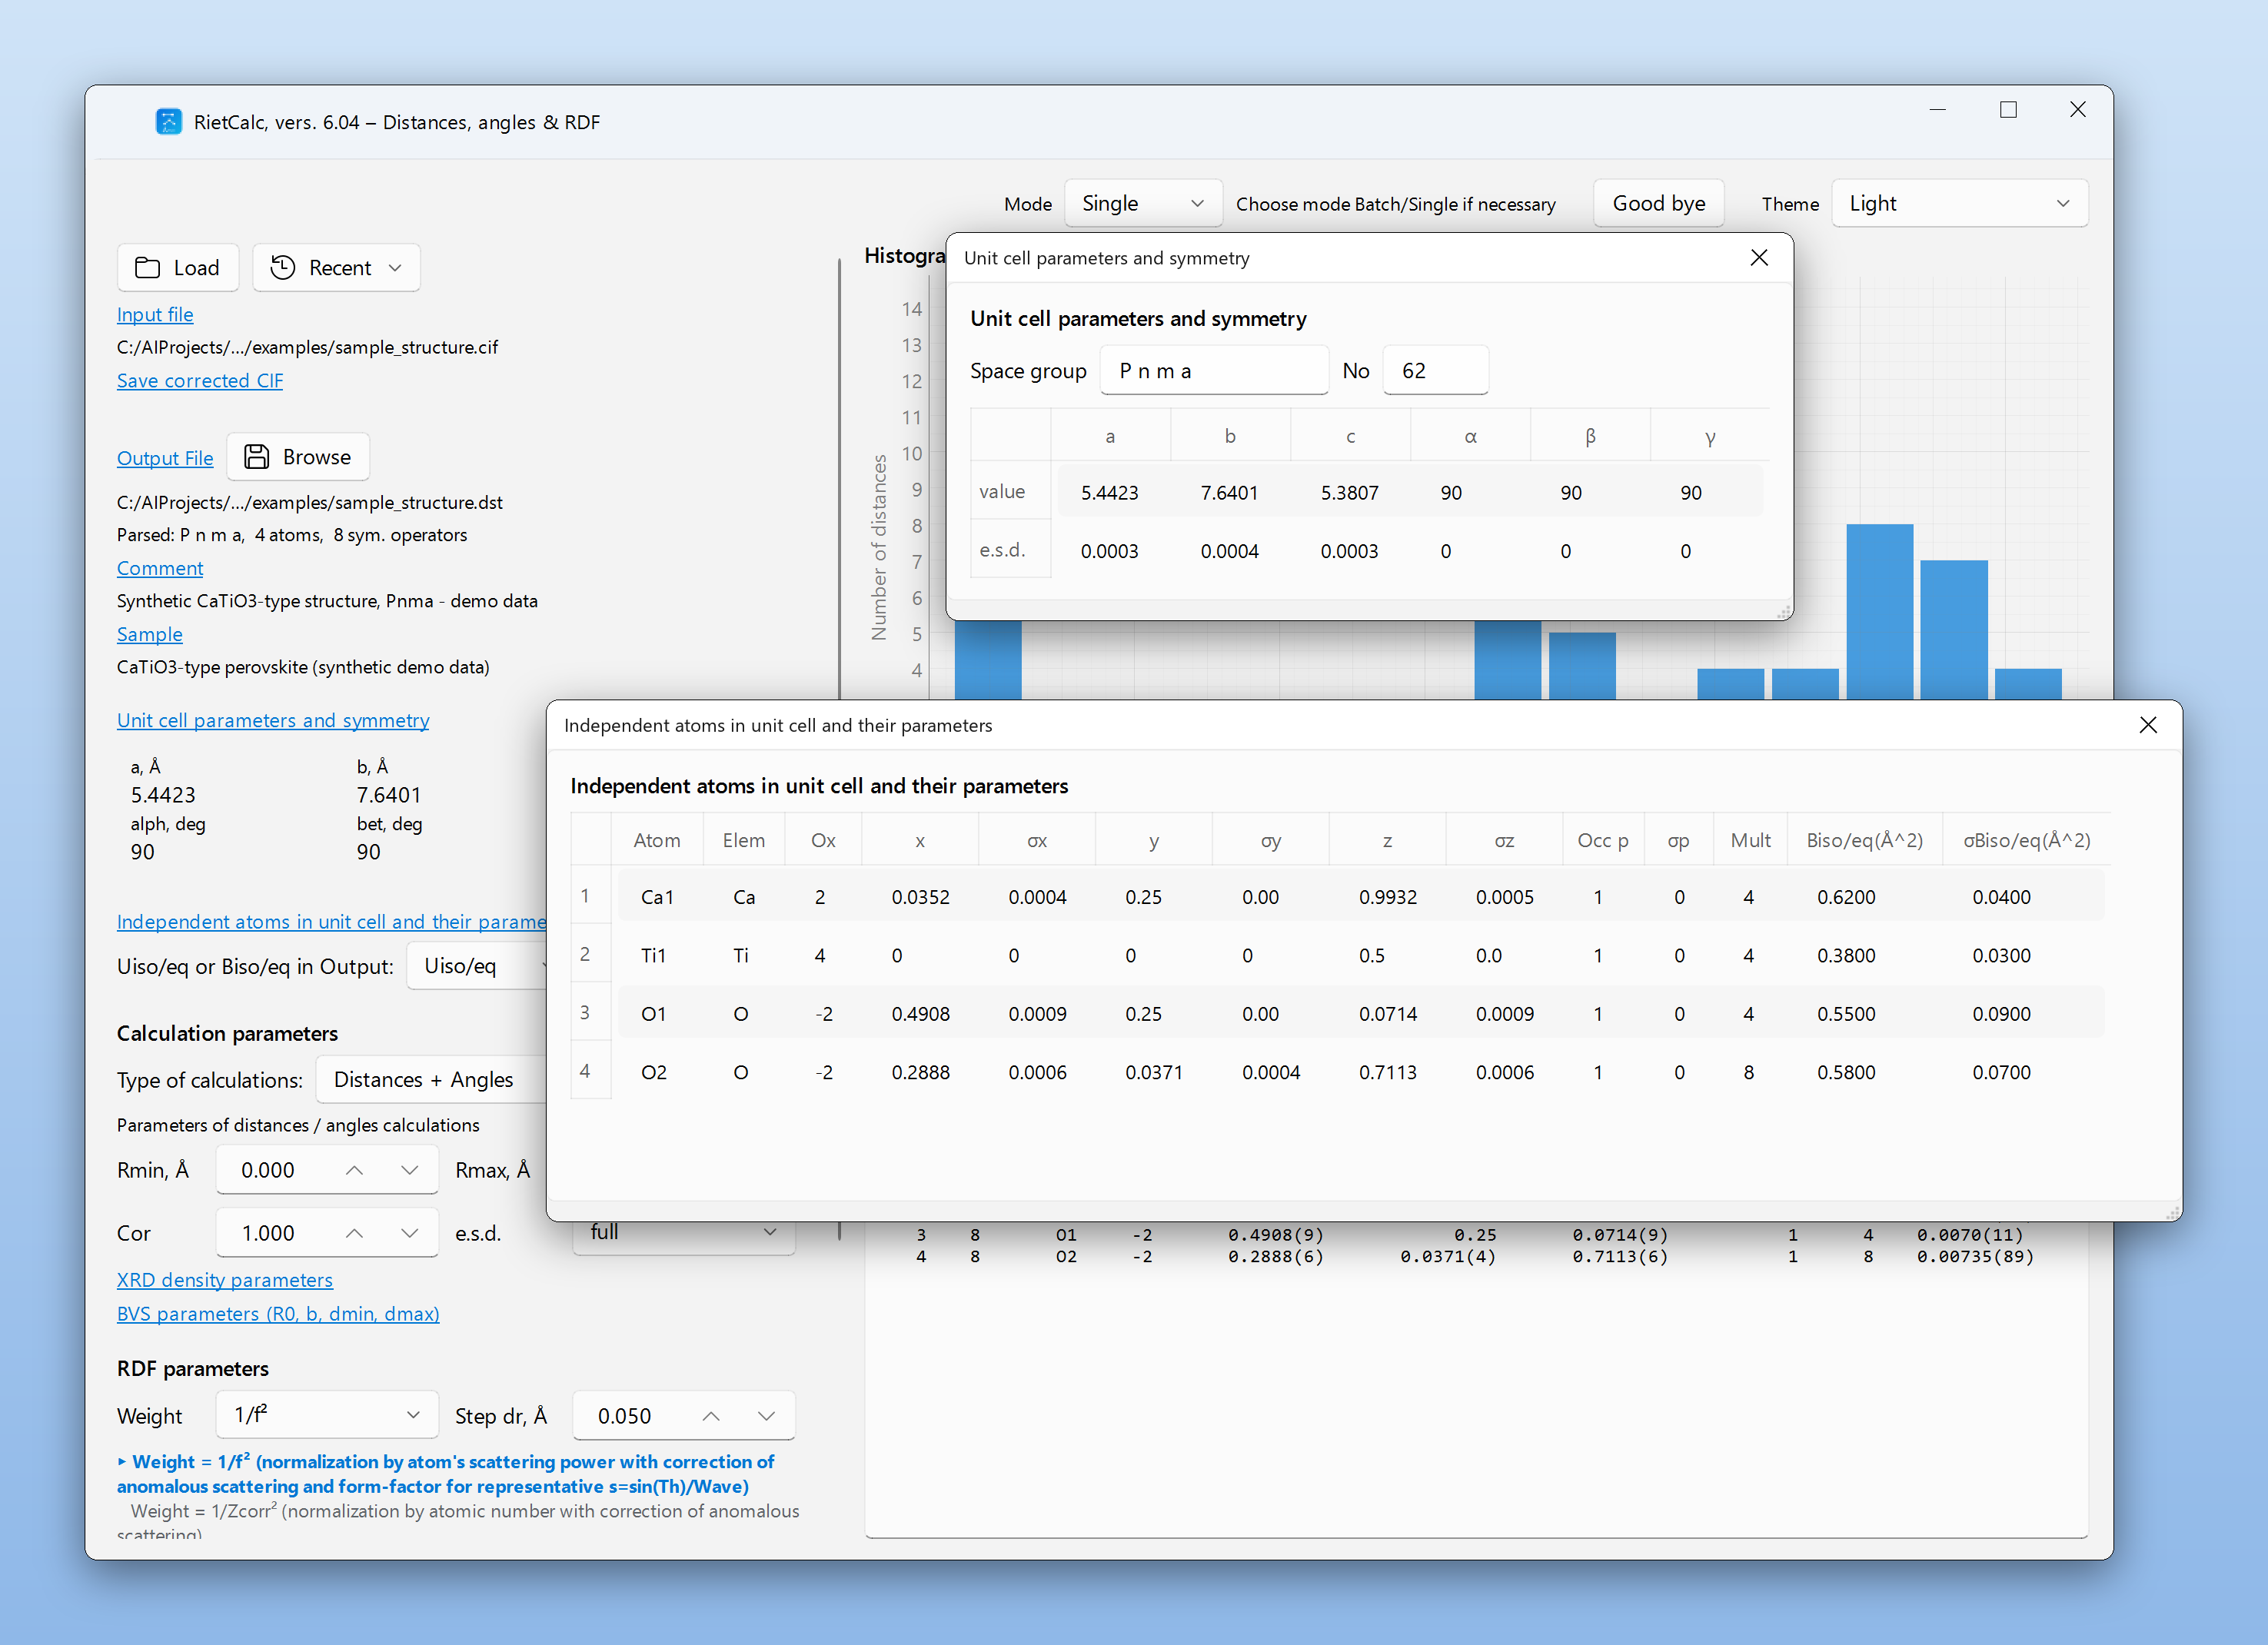 RietCalc, vers. 6.04 – Distances, angles & RDF
Mode Single Choose mode Batch/Single if necessary Good bye Theme Light
Load Recent
Input file
C:/AIProjects/.../examples/sample_structure.cif
Save corrected CIF
Output File Browse
C:/AIProjects/.../examples/sample_structure.dst
Parsed: P n m a, 4 atoms, 8 sym. operators
Comment
Synthetic CaTiO3-type structure, Pnma - demo data
Sample
CaTiO3-type perovskite (synthetic demo data)
Unit cell parameters and symmetry
a, Å b, Å
5.4423 7.6401
alph, deg bet, deg
90 90
Independent atoms in unit cell and their parame
Uiso/eq or Biso/eq in Output: Uiso/eq
Calculation parameters
Type of calculations: Distances + Angles
Parameters of distances / angles calculations
Rmin, Å 0.000 Rmax, Å
Cor 1.000 e.s.d. full
XRD density parameters
BVS parameters (R0, b, dmin, dmax)
RDF parameters
Weight 1/f² Step dr, Å 0.050
▸ Weight = 1/f² (normalization by atom's scattering power with correction of
anomalous scattering and form-factor for representative s=sin(Th)/Wave)
Weight = 1/Zcorr² (normalization by atomic number with correction of anomalous
scattering)
Histogra
Number of distances
14
13
12
11
10
9
8
7
6
5
4
Unit cell parameters and symmetry
Unit cell parameters and symmetry
Space group P n m a No 62
a b c α β γ
value 5.4423 7.6401 5.3807 90 90 90
e.s.d. 0.0003 0.0004 0.0003 0 0 0
Independent atoms in unit cell and their parameters
Independent atoms in unit cell and their parameters
Atom Elem Ox x σx y σy z σz Occ p σp Mult Biso/eq(Å^2) σBiso/eq(Å^2)
1 Ca1 Ca 2 0.0352 0.0004 0.25 0.00 0.9932 0.0005 1 0 4 0.6200 0.0400
2 Ti1 Ti 4 0 0 0 0 0.5 0.0 1 0 4 0.3800 0.0300
3 O1 O -2 0.4908 0.0009 0.25 0.00 0.0714 0.0009 1 0 4 0.5500 0.0900
4 O2 O -2 0.2888 0.0006 0.0371 0.0004 0.7113 0.0006 1 0 8 0.5800 0.0700
3 8 O1 -2 0.4908(9) 0.25 0.0714(9) 1 4 0.0070(11)
4 8 O2 -2 0.2888(6) 0.0371(4) 0.7113(6) 1 8 0.00735(89)